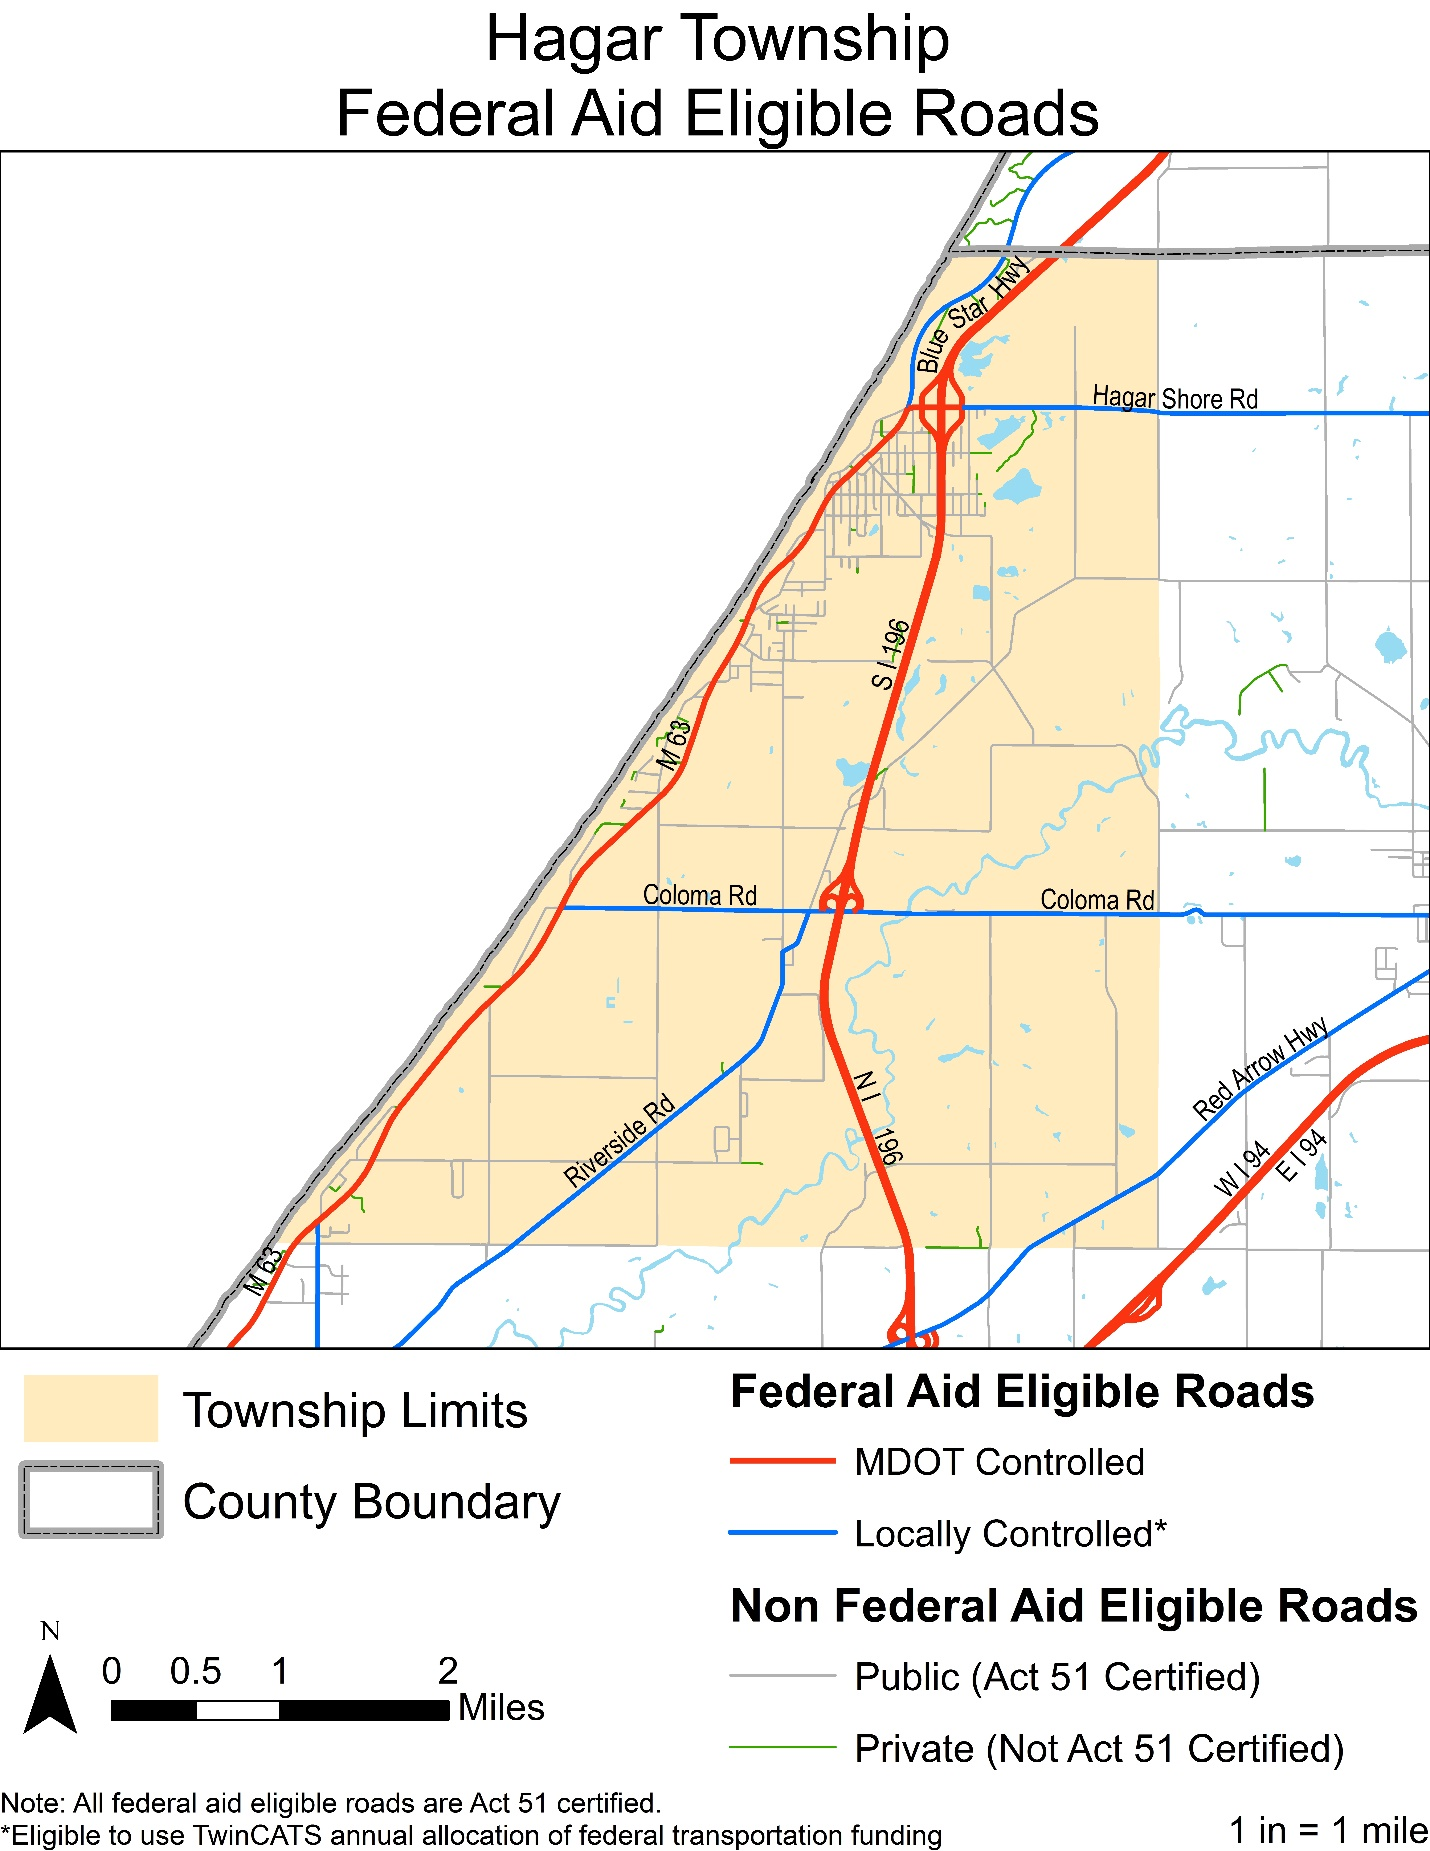 Hagar Township
Federal Aid Eligible Roads
Blue Star Hwy
Hagar Shore Rd
S I 196
M 63
Coloma Rd
Coloma Rd
Red Arrow Hwy
N I 196
Riverside Rd
W I 94
E I 94
M 63
Township Limits
County Boundary
Federal Aid Eligible Roads
MDOT Controlled
Locally Controlled*
Non Federal Aid Eligible Roads
Public (Act 51 Certified)
Private (Not Act 51 Certified)
N
0 0.5 1 2
Miles
Note: All federal aid eligible roads are Act 51 certified.
*Eligible to use TwinCATS annual allocation of federal transportation funding
1 in = 1 mile